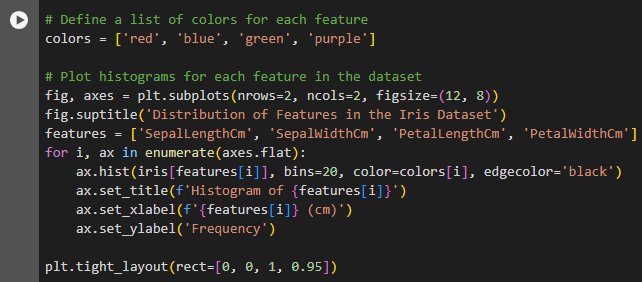 # Define a list of colors for each feature
colors = ['red', 'blue', 'green', 'purple']

# Plot histograms for each feature in the dataset
fig, axes = plt.subplots(nrows=2, ncols=2, figsize=(12, 8))
fig.suptitle('Distribution of Features in the Iris Dataset')
features = ['SepalLengthCm', 'SepalWidthCm', 'PetalLengthCm', 'PetalWidthCm']
for i, ax in enumerate(axes.flat):
    ax.hist(iris[features[i]], bins=20, color=colors[i], edgecolor='black')
    ax.set_title(f'Histogram of {features[i]}')
    ax.set_xlabel(f'{features[i]} (cm)')
    ax.set_ylabel('Frequency')

plt.tight_layout(rect=[0, 0, 1, 0.95])